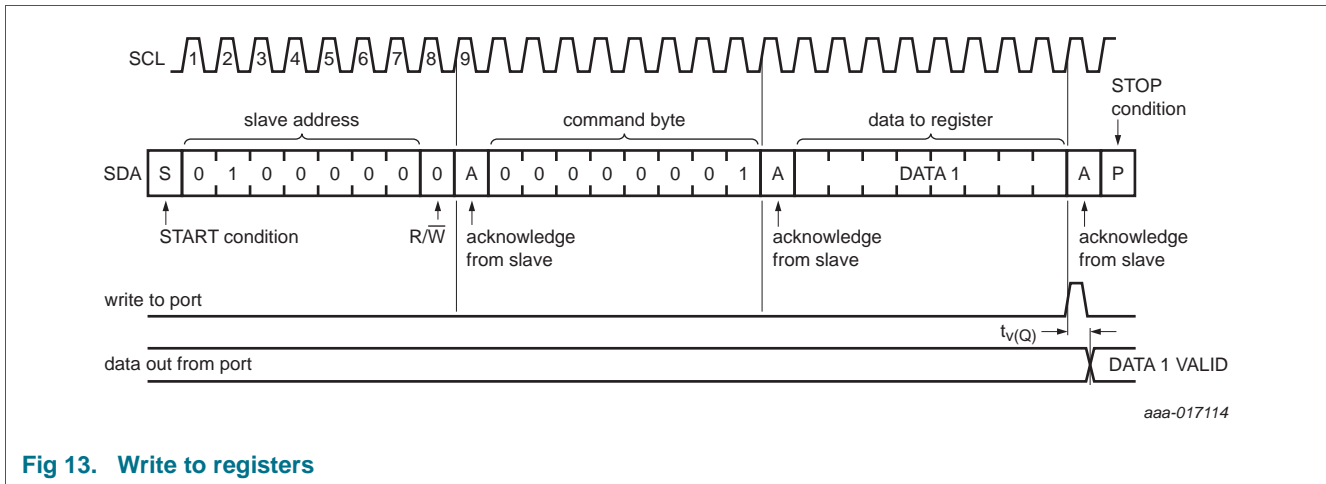 SCL 1 2 3 4 5 6 7 8 9
STOP
condition
slave address command byte data to register
SDA S 0 1 0 0 0 0 0 0 A 0 0 0 0 0 0 0 1 A DATA 1 A P
START condition R/W̅ acknowledge acknowledge acknowledge
from slave from slave from slave
write to port
tv(Q)
data out from port DATA 1 VALID
aaa-017114
Fig 13. Write to registers